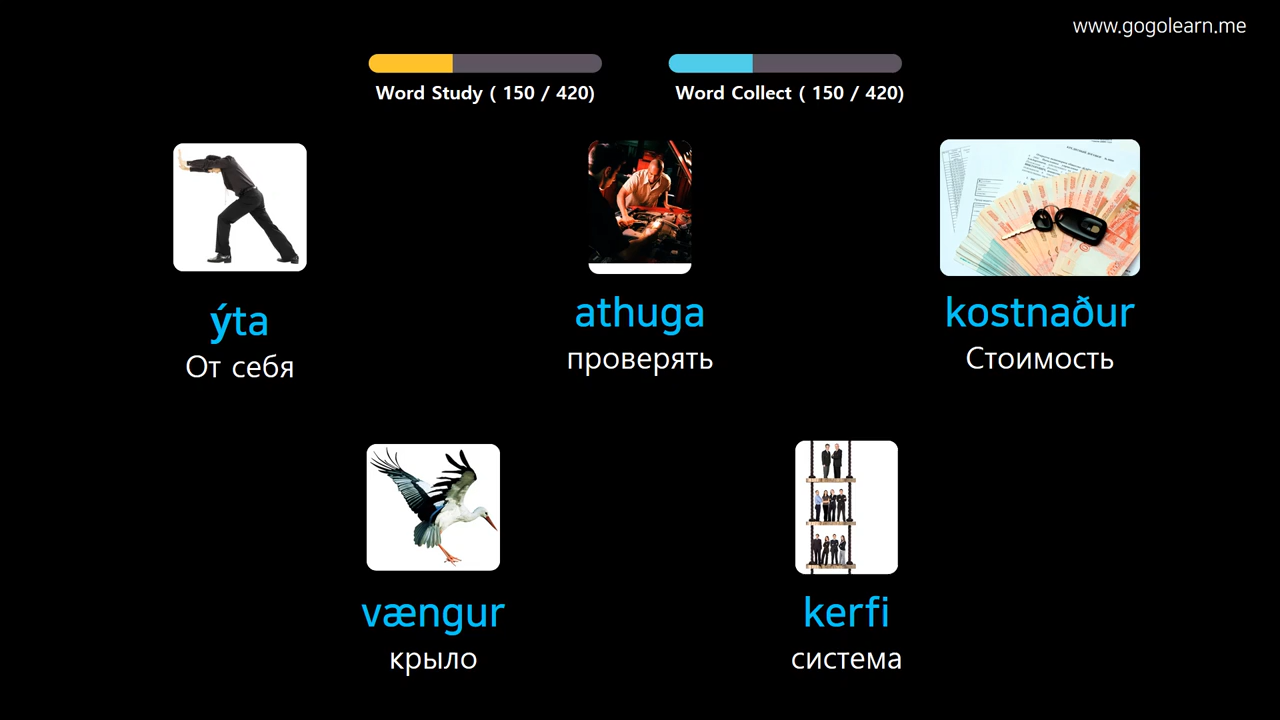 www.gogolearn.me
Word Study ( 150 / 420)
Word Collect ( 150 / 420)
ýta
От себя
athuga
проверять
kostnaður
Стоимость
vængur
крыло
kerfi
система